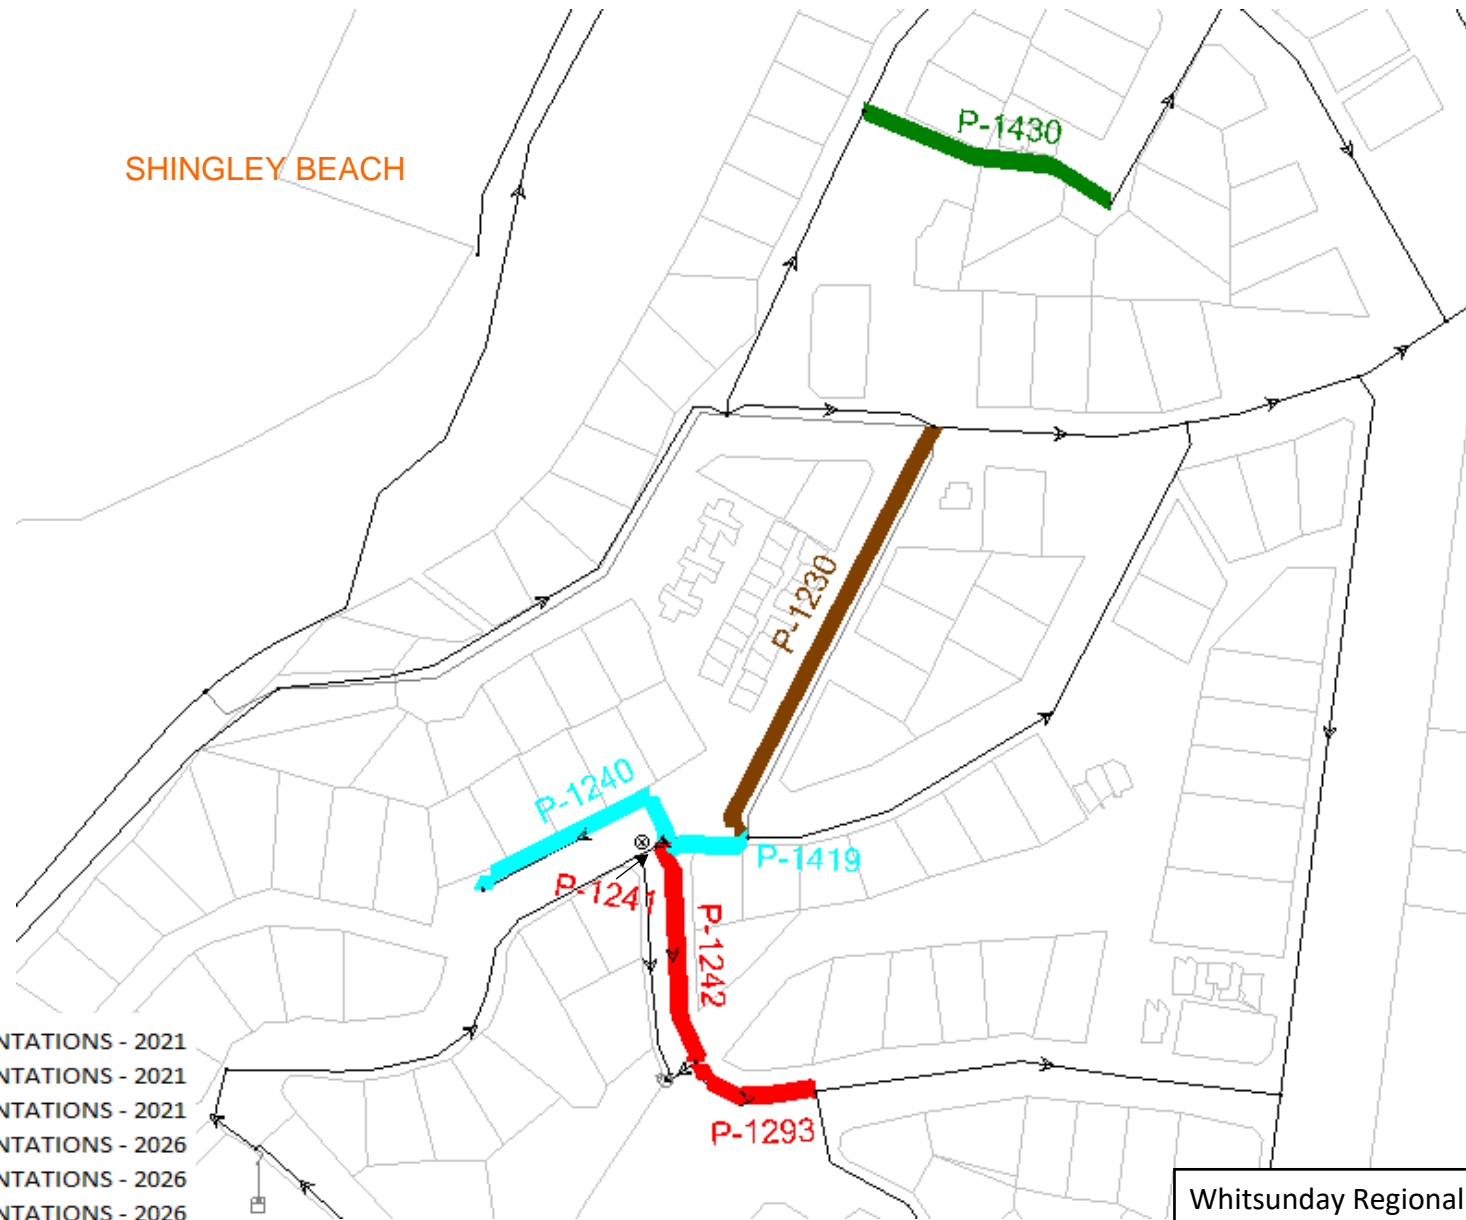 P-1430
SHINGLEY BEACH
P-1230
P-1240
P-1419
P-1241
P-1242
NTATIONS - 2021
NTATIONS - 2021
NTATIONS - 2021
NTATIONS - 2026
NTATIONS - 2026
NTATIONS - 2026
P-1293
Whitsunday Regional